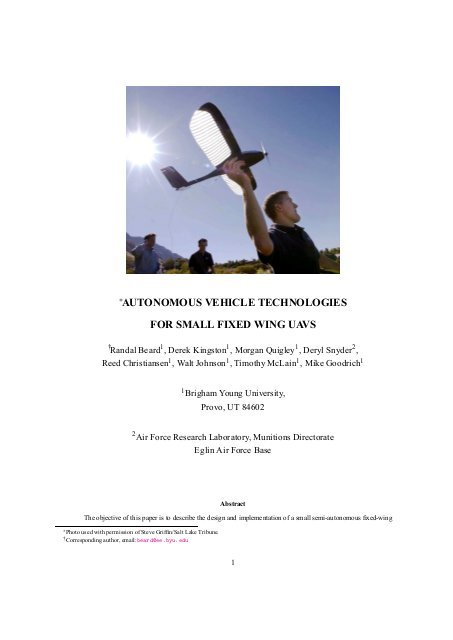 *AUTONOMOUS VEHICLE TECHNOLOGIES
FOR SMALL FIXED WING UAVS
†Randal Beard1, Derek Kingston1, Morgan Quigley1, Deryl Snyder2,
Reed Christiansen1, Walt Johnson1, Timothy McLain1, Mike Goodrich1
1Brigham Young University,
Provo, UT 84602
2Air Force Research Laboratory, Munitions Directorate
Eglin Air Force Base
Abstract
The objective of this paper is to describe the design and implementation of a small semi-autonomous fixed-wing
*Photo used with permission of Steve Griffin/Salt Lake Tribune.
†Corresponding author, email: beard@ee.byu.edu
1